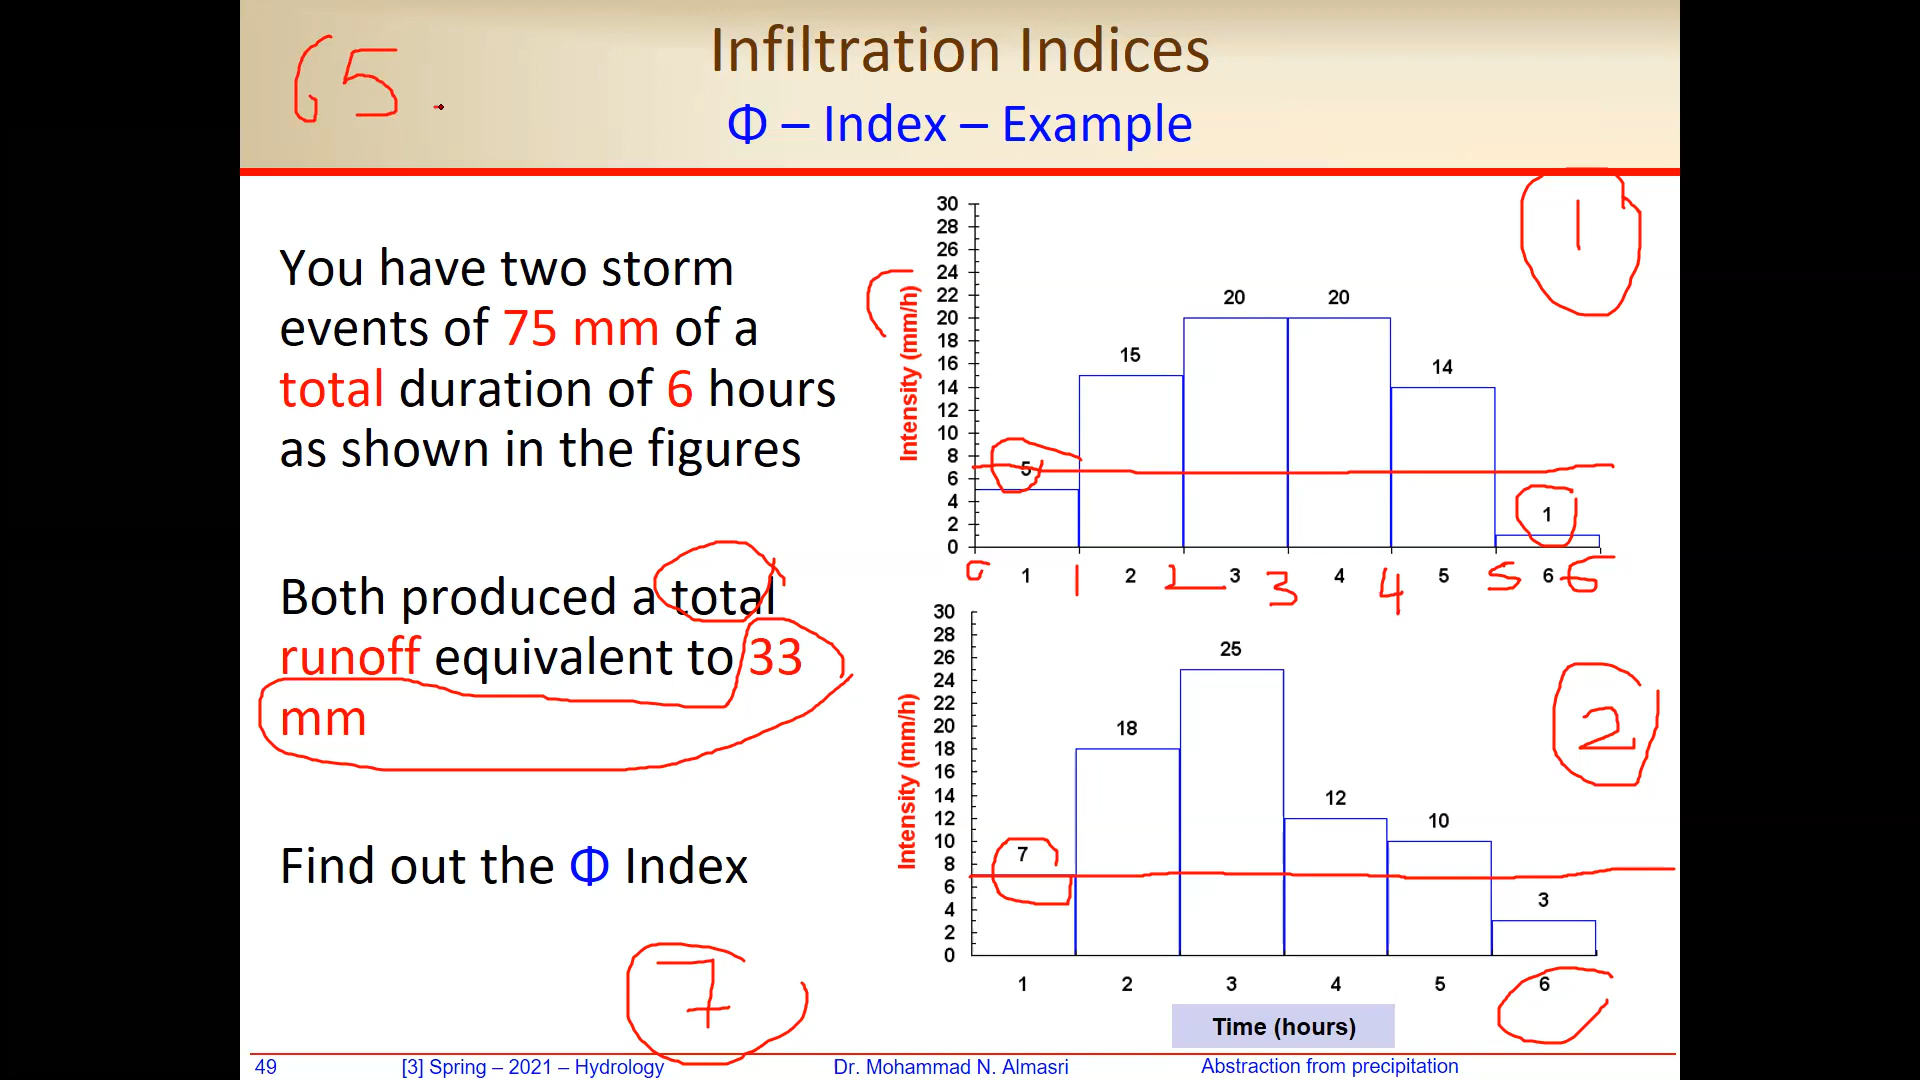 65
Infiltration Indices
Φ – Index – Example
You have two storm
events of 75 mm of a
total duration of 6 hours
as shown in the figures
Both produced a total
runoff equivalent to 33
mm
Find out the Φ Index
7
1
Intensity (mm/h)
30
28
26
24
22
20
18
16
14
12
10
8
6
4
2
0
5
15
20
20
14
1
1 2 3 4 5 6
0 1 2 3 4 5 6
2
Intensity (mm/h)
30
28
26
24
22
20
18
16
14
12
10
8
6
4
2
0
7
18
25
12
10
3
1 2 3 4 5 6
Time (hours)
49 [3] Spring – 2021 – Hydrology Dr. Mohammad N. Almasri Abstraction from precipitation